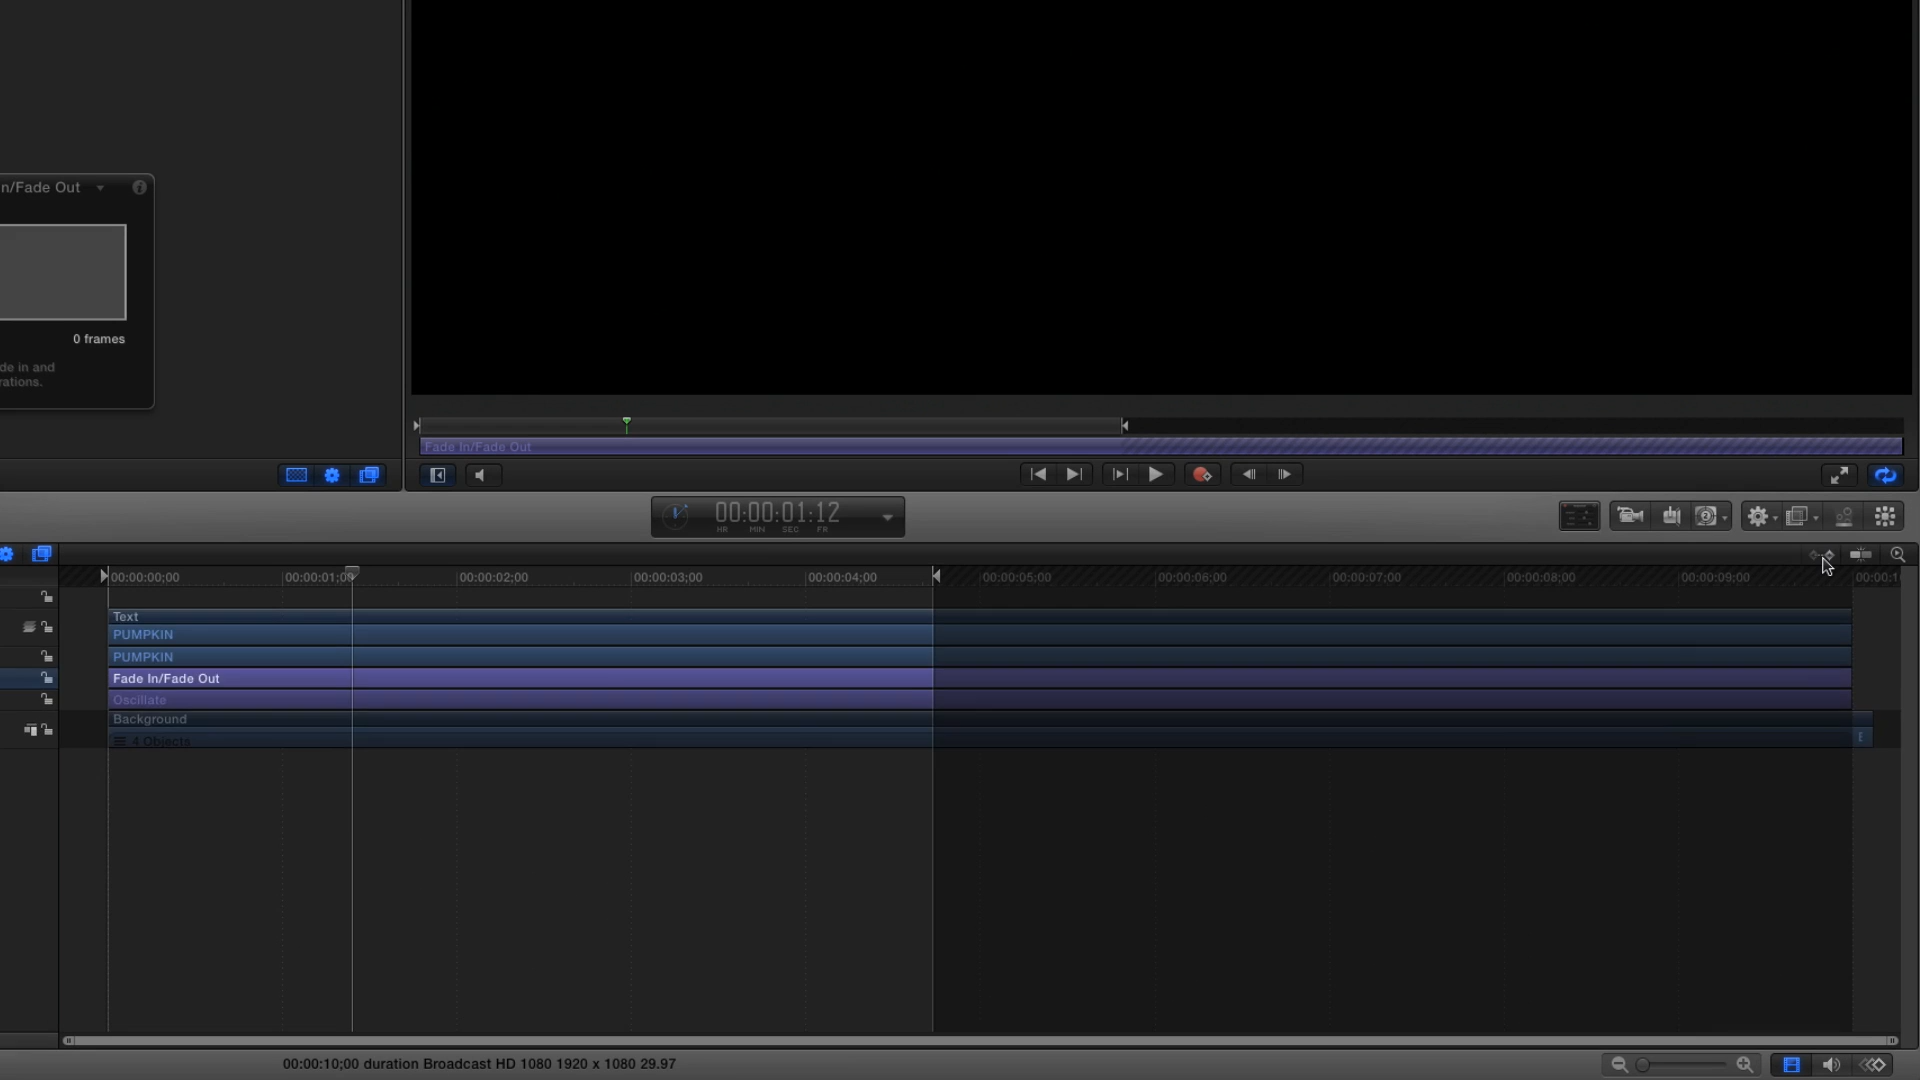 n/Fade Out
0 frames
de in and
rations.
Fade In/Fade Out
00:00:01:12
HR MIN SEC FR
00:00:00;00 00:00:01;00 00:00:02;00 00:00:03;00 00:00:04;00 00:00:05;00 00:00:06;00 00:00:07;00 00:00:08;00 00:00:09;00 00:00:1
Text
PUMPKIN
PUMPKIN
Fade In/Fade Out
Oscillate
Background
4 Objects
00:00:10;00 duration Broadcast HD 1080 1920 x 1080 29.97